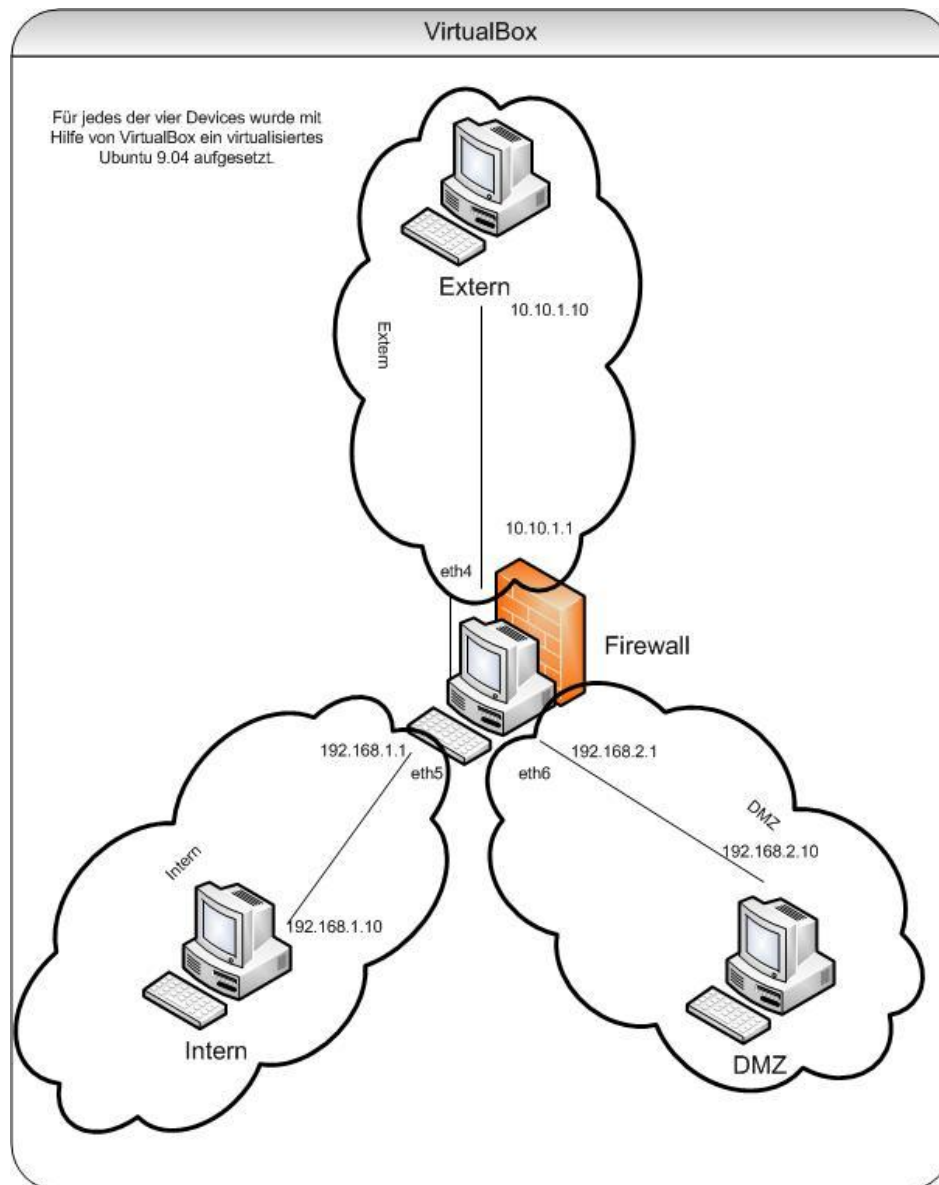 VirtualBox
Für jedes der vier Devices wurde mit
Hilfe von VirtualBox ein virtualisiertes
Ubuntu 9.04 aufgesetzt.
Extern
10.10.1.10
Extern
10.10.1.1
eth4
Firewall
192.168.1.1
eth5
eth6
192.168.2.1
DMZ
192.168.2.10
Intern
192.168.1.10
Intern
DMZ